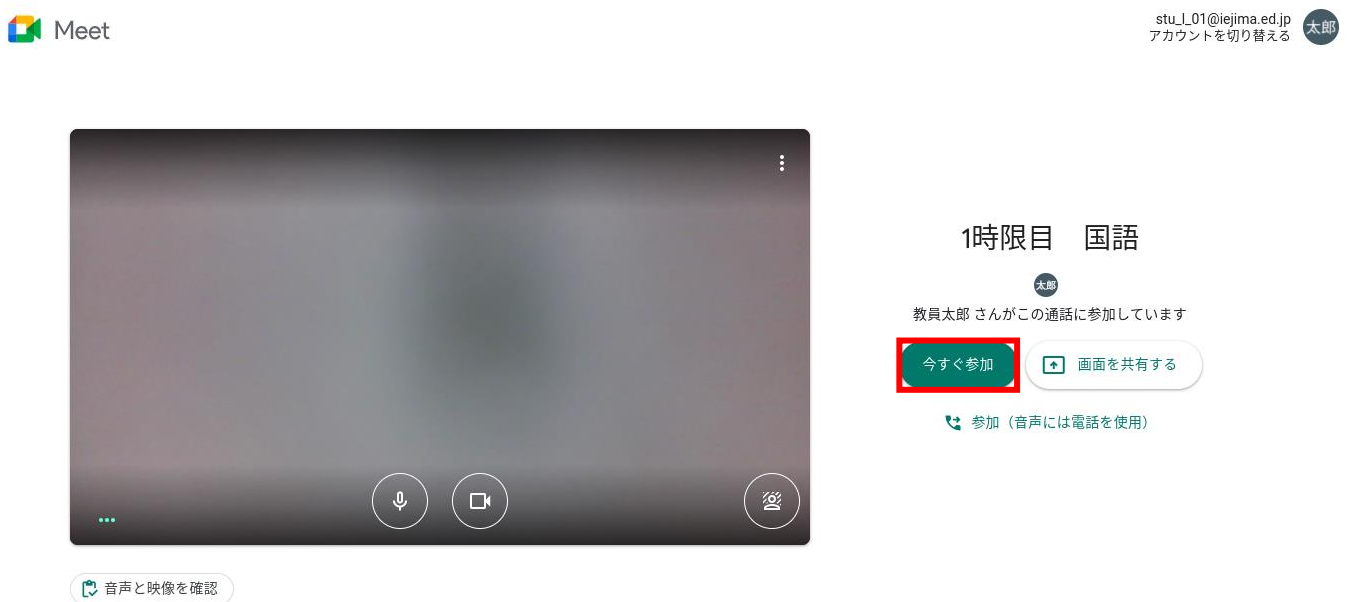 Meet
stu_l_01@iejima.ed.jp
アカウントを切り替える
太郎
1時限目　国語
太郎
教員太郎 さんがこの通話に参加しています
今すぐ参加
画面を共有する
参加（音声には電話を使用）
音声と映像を確認